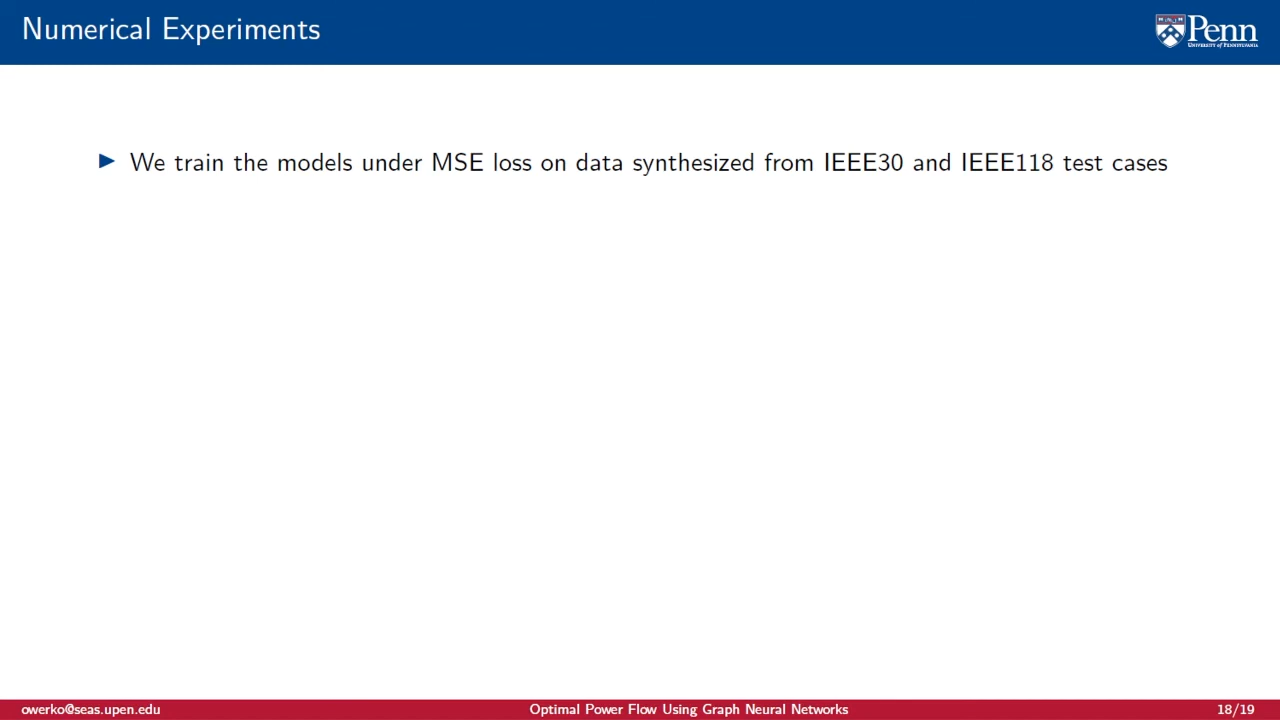 Numerical Experiments
Penn
UNIVERSITY of PENNSYLVANIA
We train the models under MSE loss on data synthesized from IEEE30 and IEEE118 test cases
owerko@seas.upen.edu
Optimal Power Flow Using Graph Neural Networks
18/19